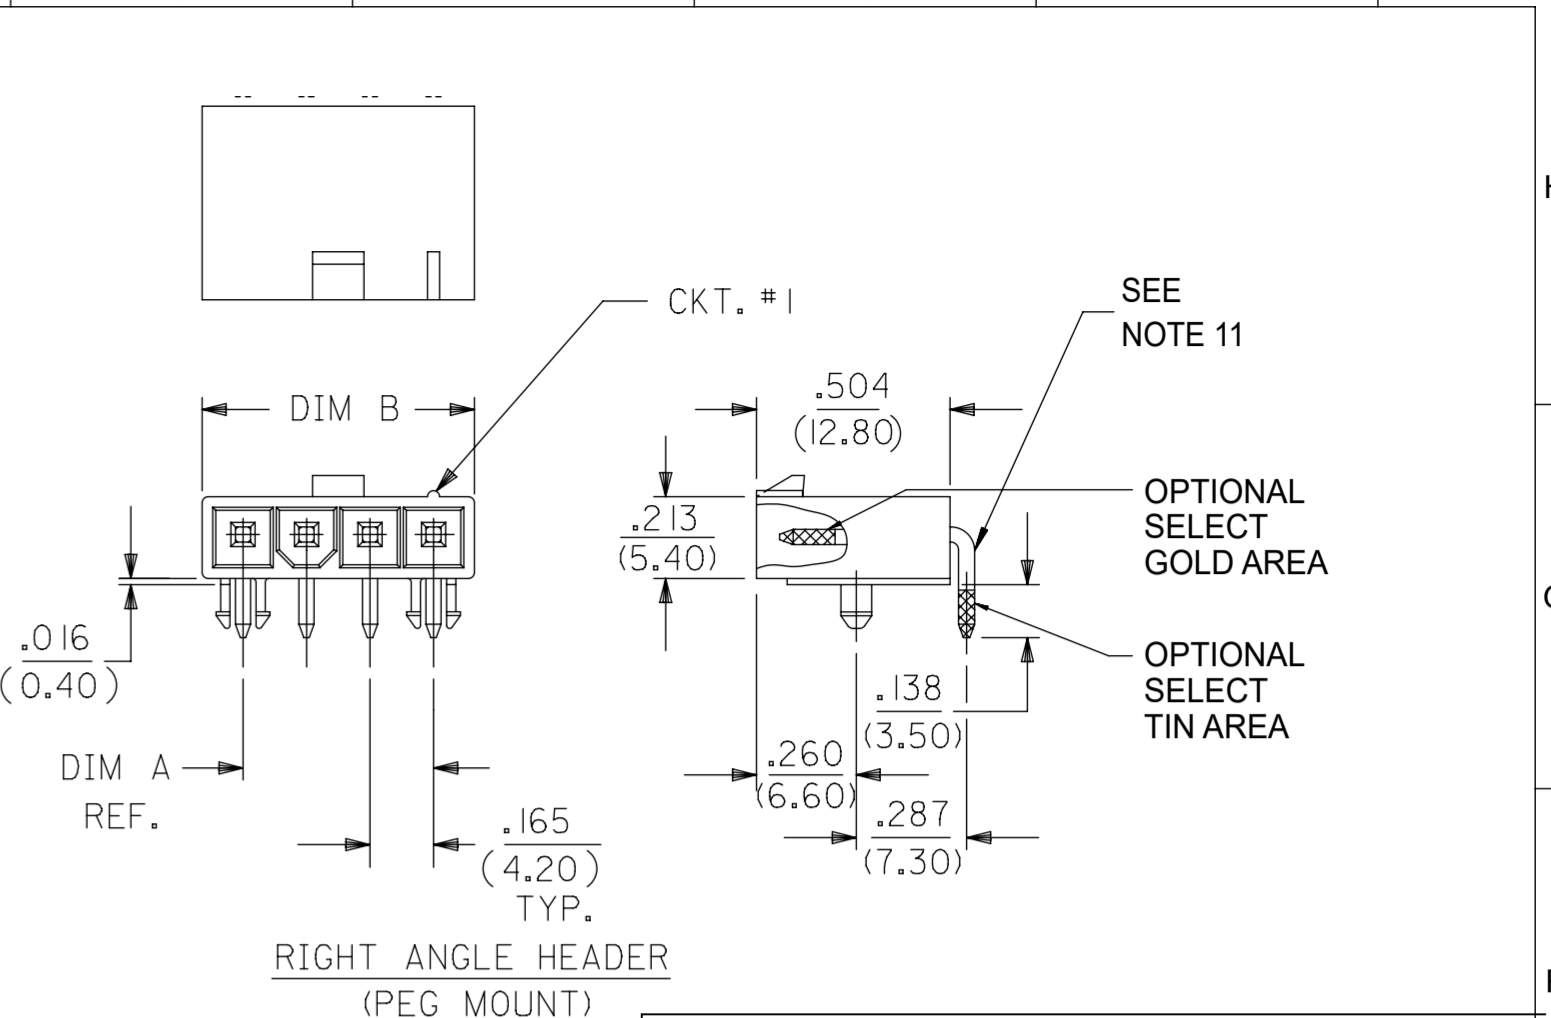 -- -- -- --
CKT. #1
SEE
NOTE 11
DIM B
.504
(12.80)
OPTIONAL
SELECT
GOLD AREA
.213
(5.40)
.016
(0.40)
OPTIONAL
SELECT
TIN AREA
.138
(3.50)
DIM A
REF.
.260
(6.60)
.287
(7.30)
.165
(4.20)
TYP.
RIGHT ANGLE HEADER
(PEG MOUNT)